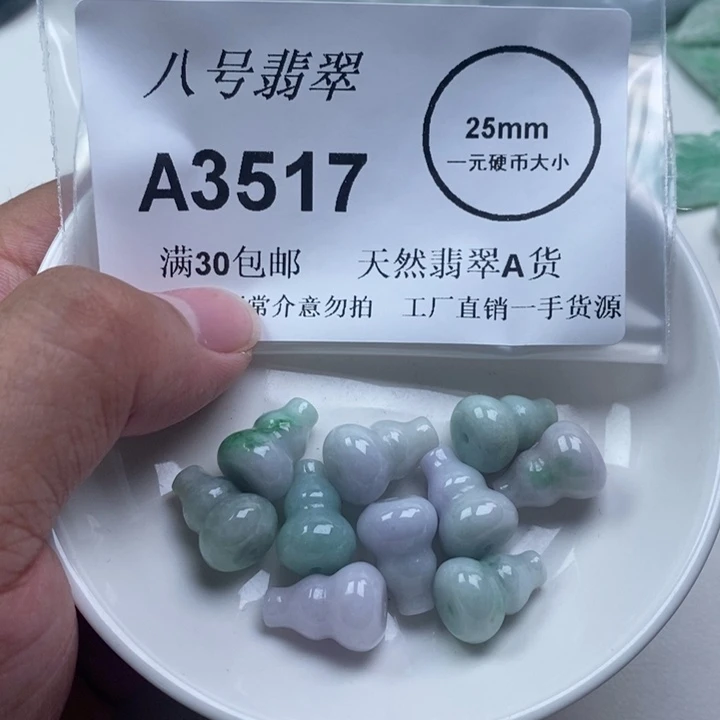 八号翡翠
25mm
一元硬币大小
A3517
满30包邮 天然翡翠A货
常介意勿拍 工厂直销一手货源